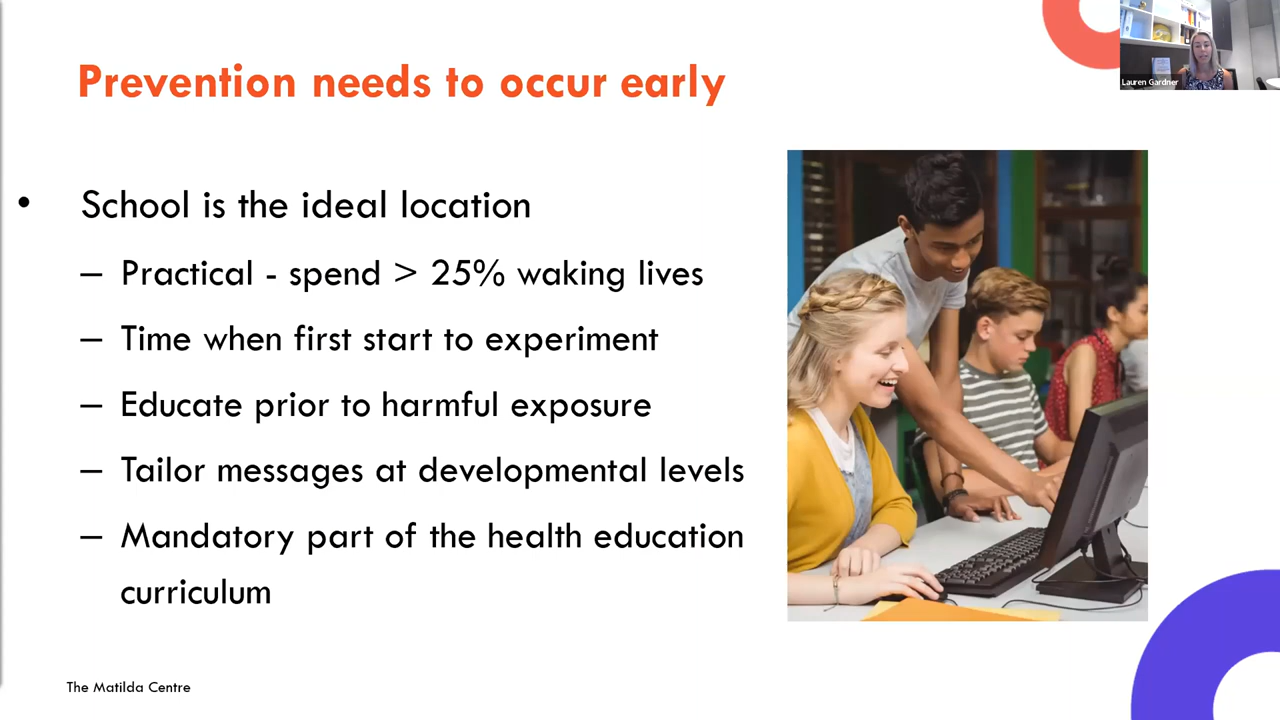 Prevention needs to occur early
Lauren Gardner
• School is the ideal location
– Practical - spend > 25% waking lives
– Time when first start to experiment
– Educate prior to harmful exposure
– Tailor messages at developmental levels
– Mandatory part of the health education
curriculum
The Matilda Centre